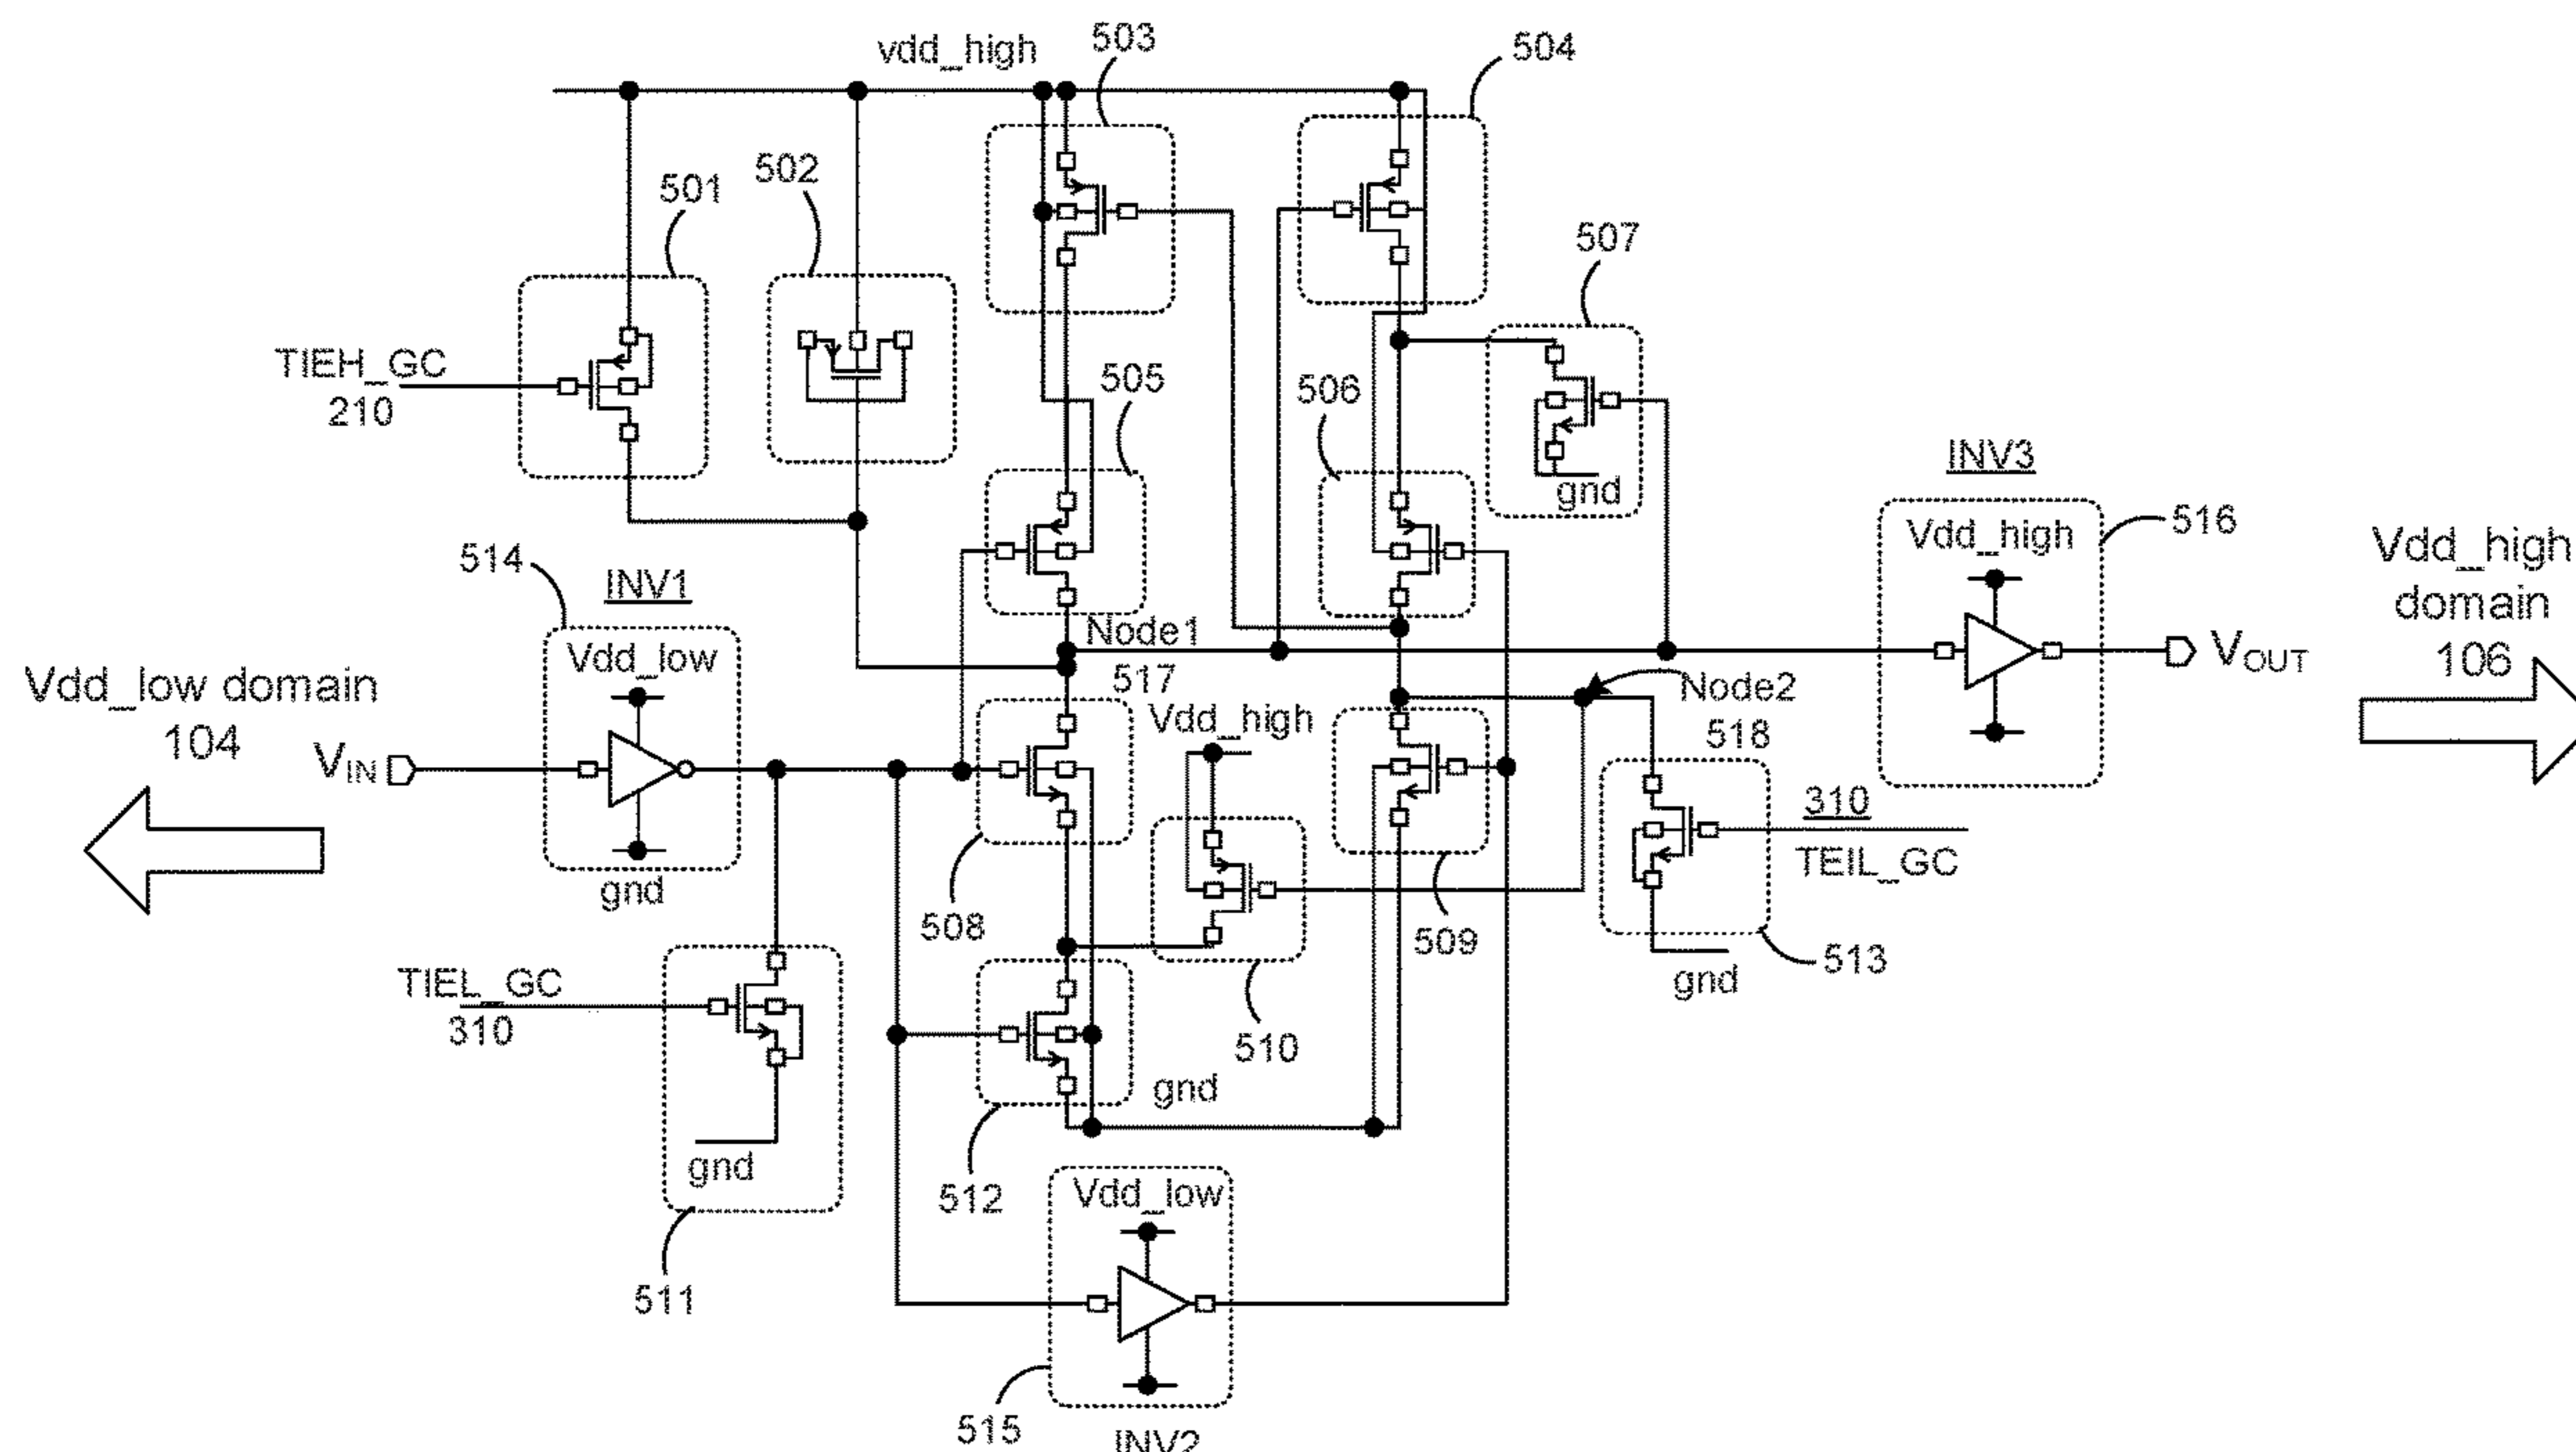 vdd_high
503
504
501
502
507
TIEH_GC
210
505
506
gnd
INV3
516
Vdd_high
Vdd_high
domain
106
514
INV1
Vdd_low
Node1
517
V_OUT
Vdd_low domain
104
V_IN
Vdd_high
Node2
518
310
TEIL_GC
gnd
508
509
513
gnd
TIEL_GC
310
510
gnd
gnd
512
Vdd_low
511
515
INV2